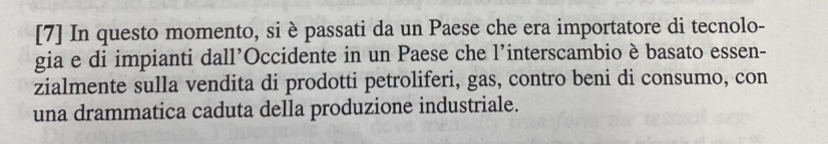 [7] In questo momento, si è passati da un Paese che era importatore di tecnolo-
gia e di impianti dall’Occidente in un Paese che l’interscambio è basato essen-
zialmente sulla vendita di prodotti petroliferi, gas, contro beni di consumo, con
una drammatica caduta della produzione industriale.